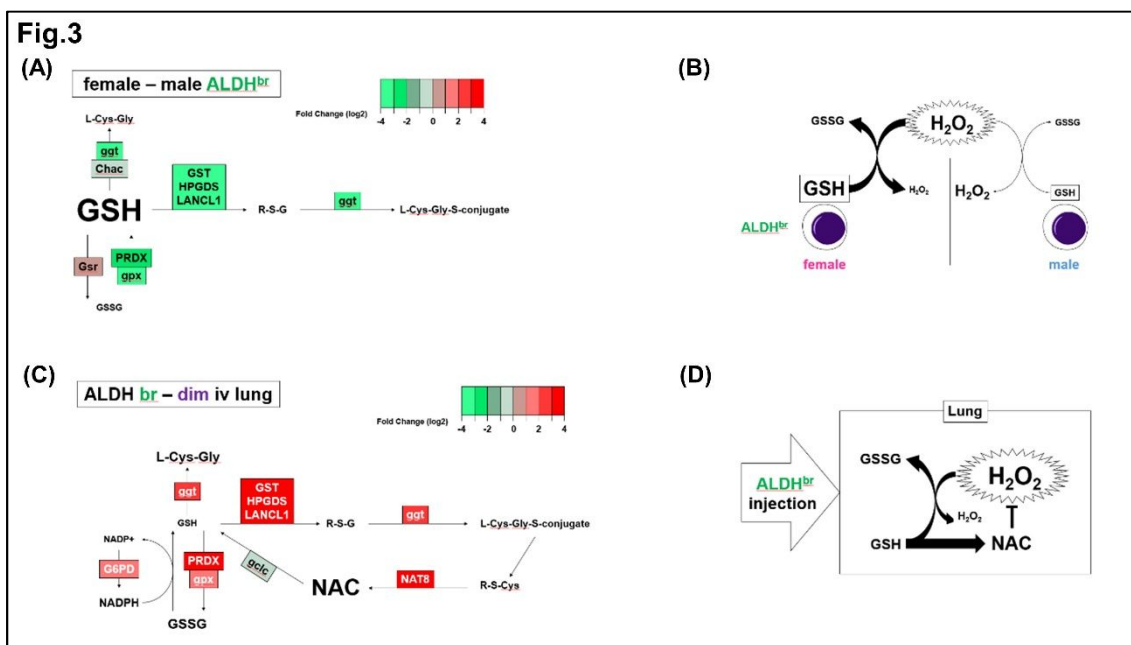 Fig.3
(A)
female – male ALDHbr
Fold Change (log2)
-4 -2 0 2 4
L-Cys-Gly
ggt
Chac
GSH
GST
HPGDS
LANCL1
R-S-G
ggt
L-Cys-Gly-S-conjugate
Gsr
PRDX
gpx
GSSG
(B)
GSSG
H2O2
GSSG
GSH
H2O2
H2O2
GSH
ALDHbr
female
male
(C)
ALDH br – dim iv lung
Fold Change (log2)
-4 -2 0 2 4
L-Cys-Gly
ggt
GSH
GST
HPGDS
LANCL1
R-S-G
ggt
L-Cys-Gly-S-conjugate
NADP+
G6PD
NADPH
PRDX
gpx
GSSG
gclc
NAC
NAT8
R-S-Cys
(D)
Lung
ALDHbr
injection
GSSG
H2O2
H2O2
GSH
NAC